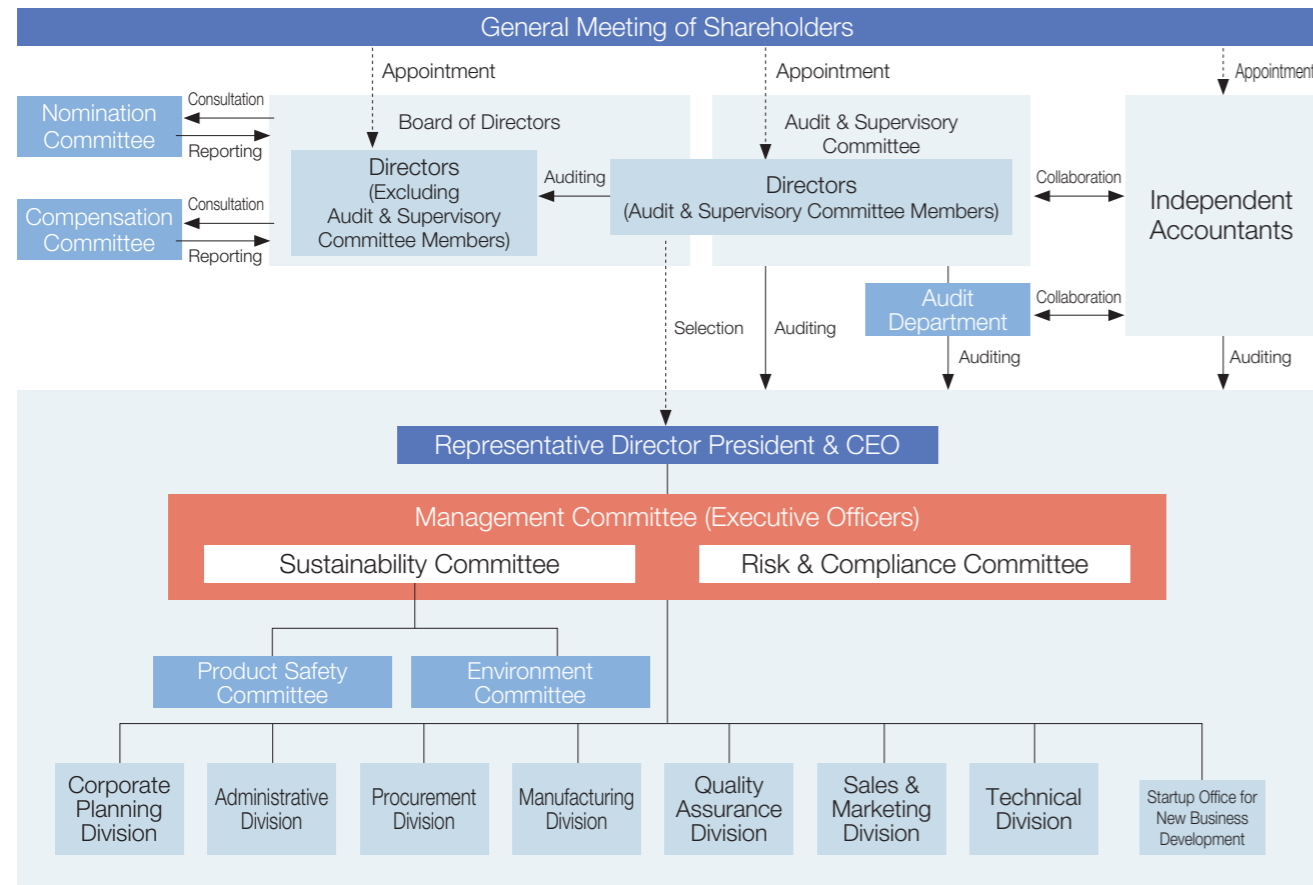 General Meeting of Shareholders
Appointment
Appointment
Appointment
Nomination
Committee
Consultation
Reporting
Board of Directors
Audit & Supervisory
Committee
Directors
(Excluding
Audit & Supervisory
Committee Members)
Auditing
Directors
(Audit & Supervisory Committee Members)
Collaboration
Independent
Accountants
Compensation
Committee
Consultation
Reporting
Selection
Auditing
Audit
Department
Collaboration
Auditing
Auditing
Representative Director President & CEO
Management Committee (Executive Officers)
Sustainability Committee
Risk & Compliance Committee
Product Safety
Committee
Environment
Committee
Corporate
Planning
Division
Administrative
Division
Procurement
Division
Manufacturing
Division
Quality
Assurance
Division
Sales &
Marketing
Division
Technical
Division
Startup Office for
New Business
Development